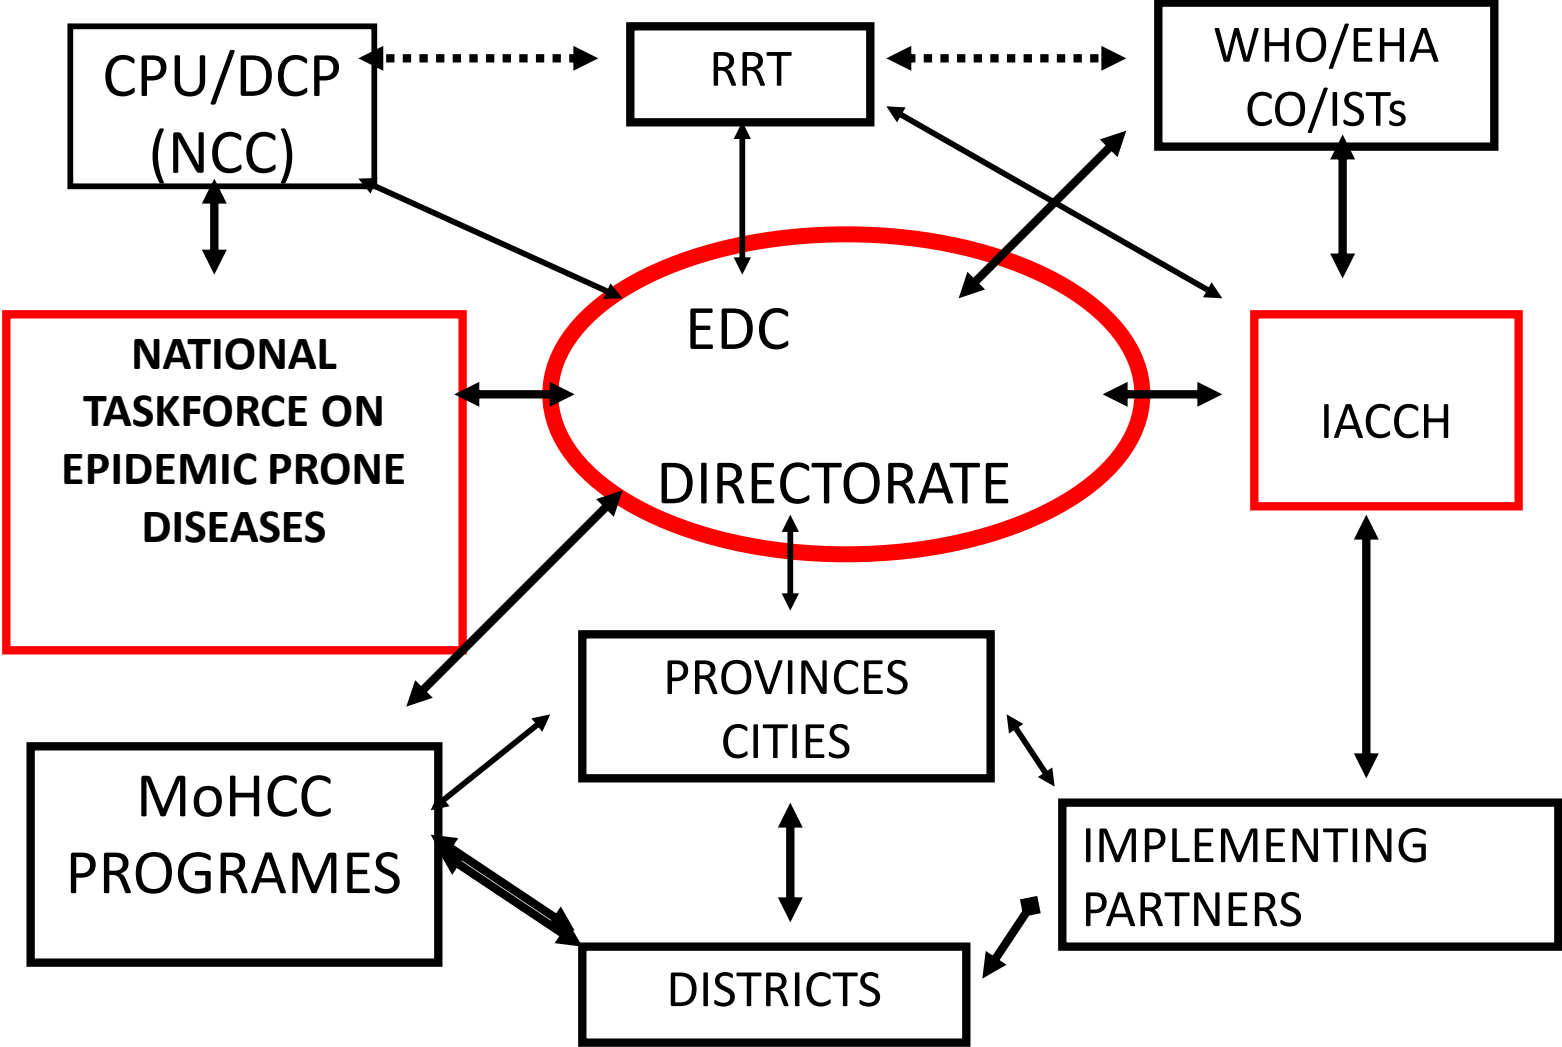 CPU/DCP
(NCC)
RRT
WHO/EHA
CO/ISTs
NATIONAL
TASKFORCE ON
EPIDEMIC PRONE
DISEASES
EDC
DIRECTORATE
IACCH
PROVINCES
CITIES
MoHCC
PROGRAMES
IMPLEMENTING
PARTNERS
DISTRICTS